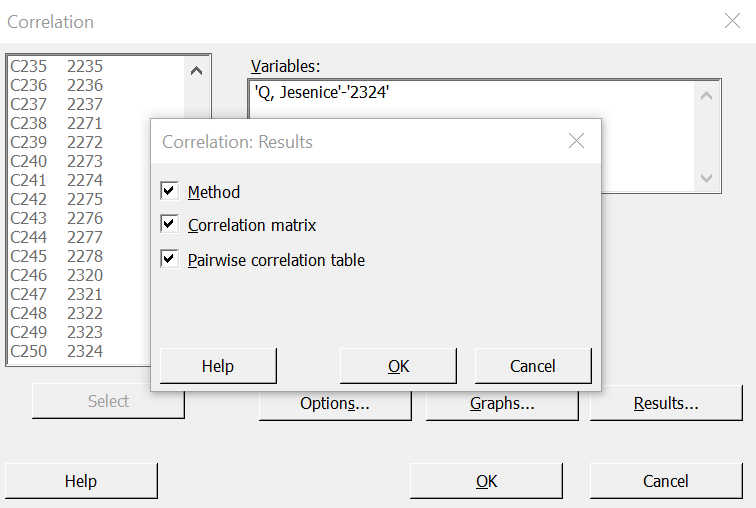 Correlation
C235 2235
C236 2236
C237 2237
C238 2271
C239 2272
C240 2273
C241 2274
C242 2275
C243 2276
C244 2277
C245 2278
C246 2320
C247 2321
C248 2322
C249 2323
C250 2324
Variables:
'Q, Jesenice'-'2324'
Correlation: Results
Method
Correlation matrix
Pairwise correlation table
Help OK Cancel
Select Options... Graphs... Results...
Help OK Cancel